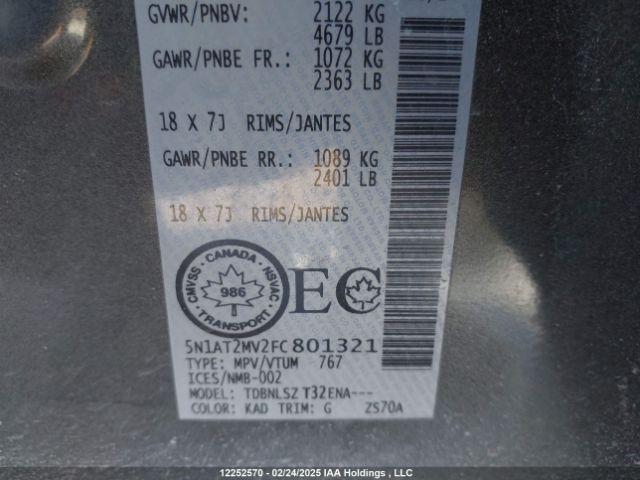 GVWR/PNBV: 2122 KG
4679 LB
GAWR/PNBE FR.: 1072 KG
2363 LB
18 X 7J RIMS/JANTES
GAWR/PNBE RR.: 1089 KG
2401 LB
18 X 7J RIMS/JANTES
CANADA
CMVSS NSVAC
986
TRANSPORT
EC
5N1AT2MV2FC801321
TYPE: MPV/VTUM 767
ICES/NMB-002
MODEL: TDBNLSZ T32ENA---
COLOR: KAD TRIM: G ZS70A
12252570 - 02/24/2025 IAA Holdings , LLC